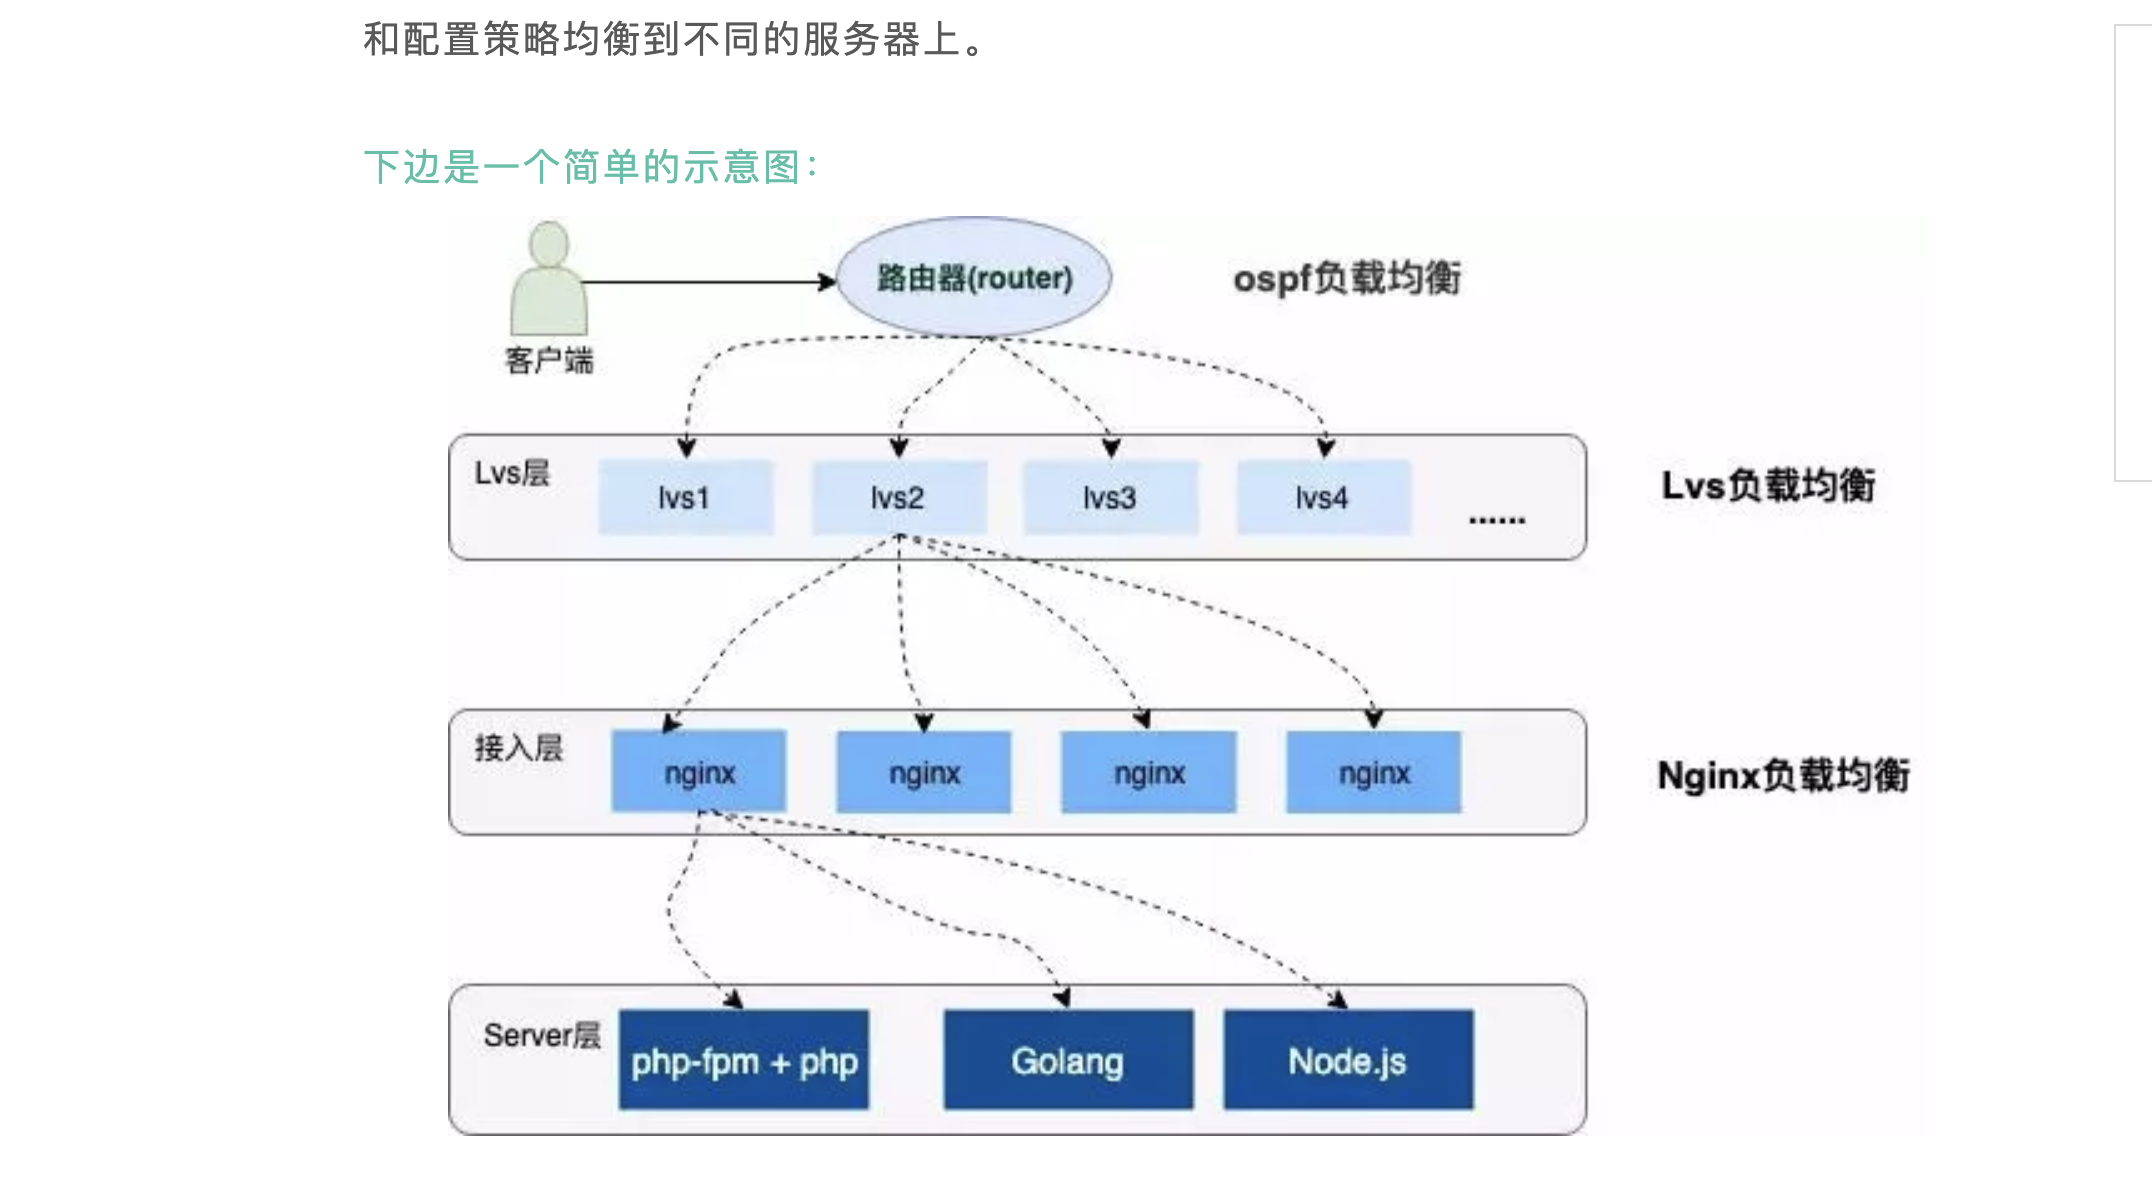 和配置策略均衡到不同的服务器上。
下边是一个简单的示意图：
路由器(router)
ospf负载均衡
客户端
Lvs层
lvs1
lvs2
lvs3
lvs4
......
Lvs负载均衡
接入层
nginx
nginx
nginx
nginx
Nginx负载均衡
Server层
php-fpm + php
Golang
Node.js